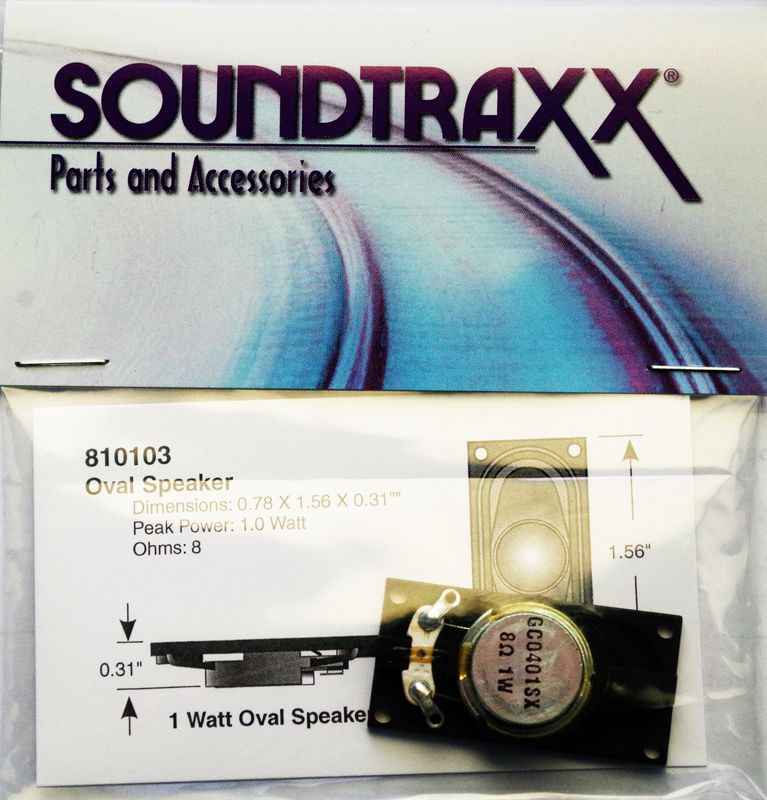 SOUNDTRAXX®
Parts and Accessories
810103
Oval Speaker
Dimensions: 0.78 X 1.56 X 0.31""
Peak Power: 1.0 Watt
Ohms: 8
1.56"
0.31"
1 Watt Oval Speaker
GC0401SX
8Ω 1W